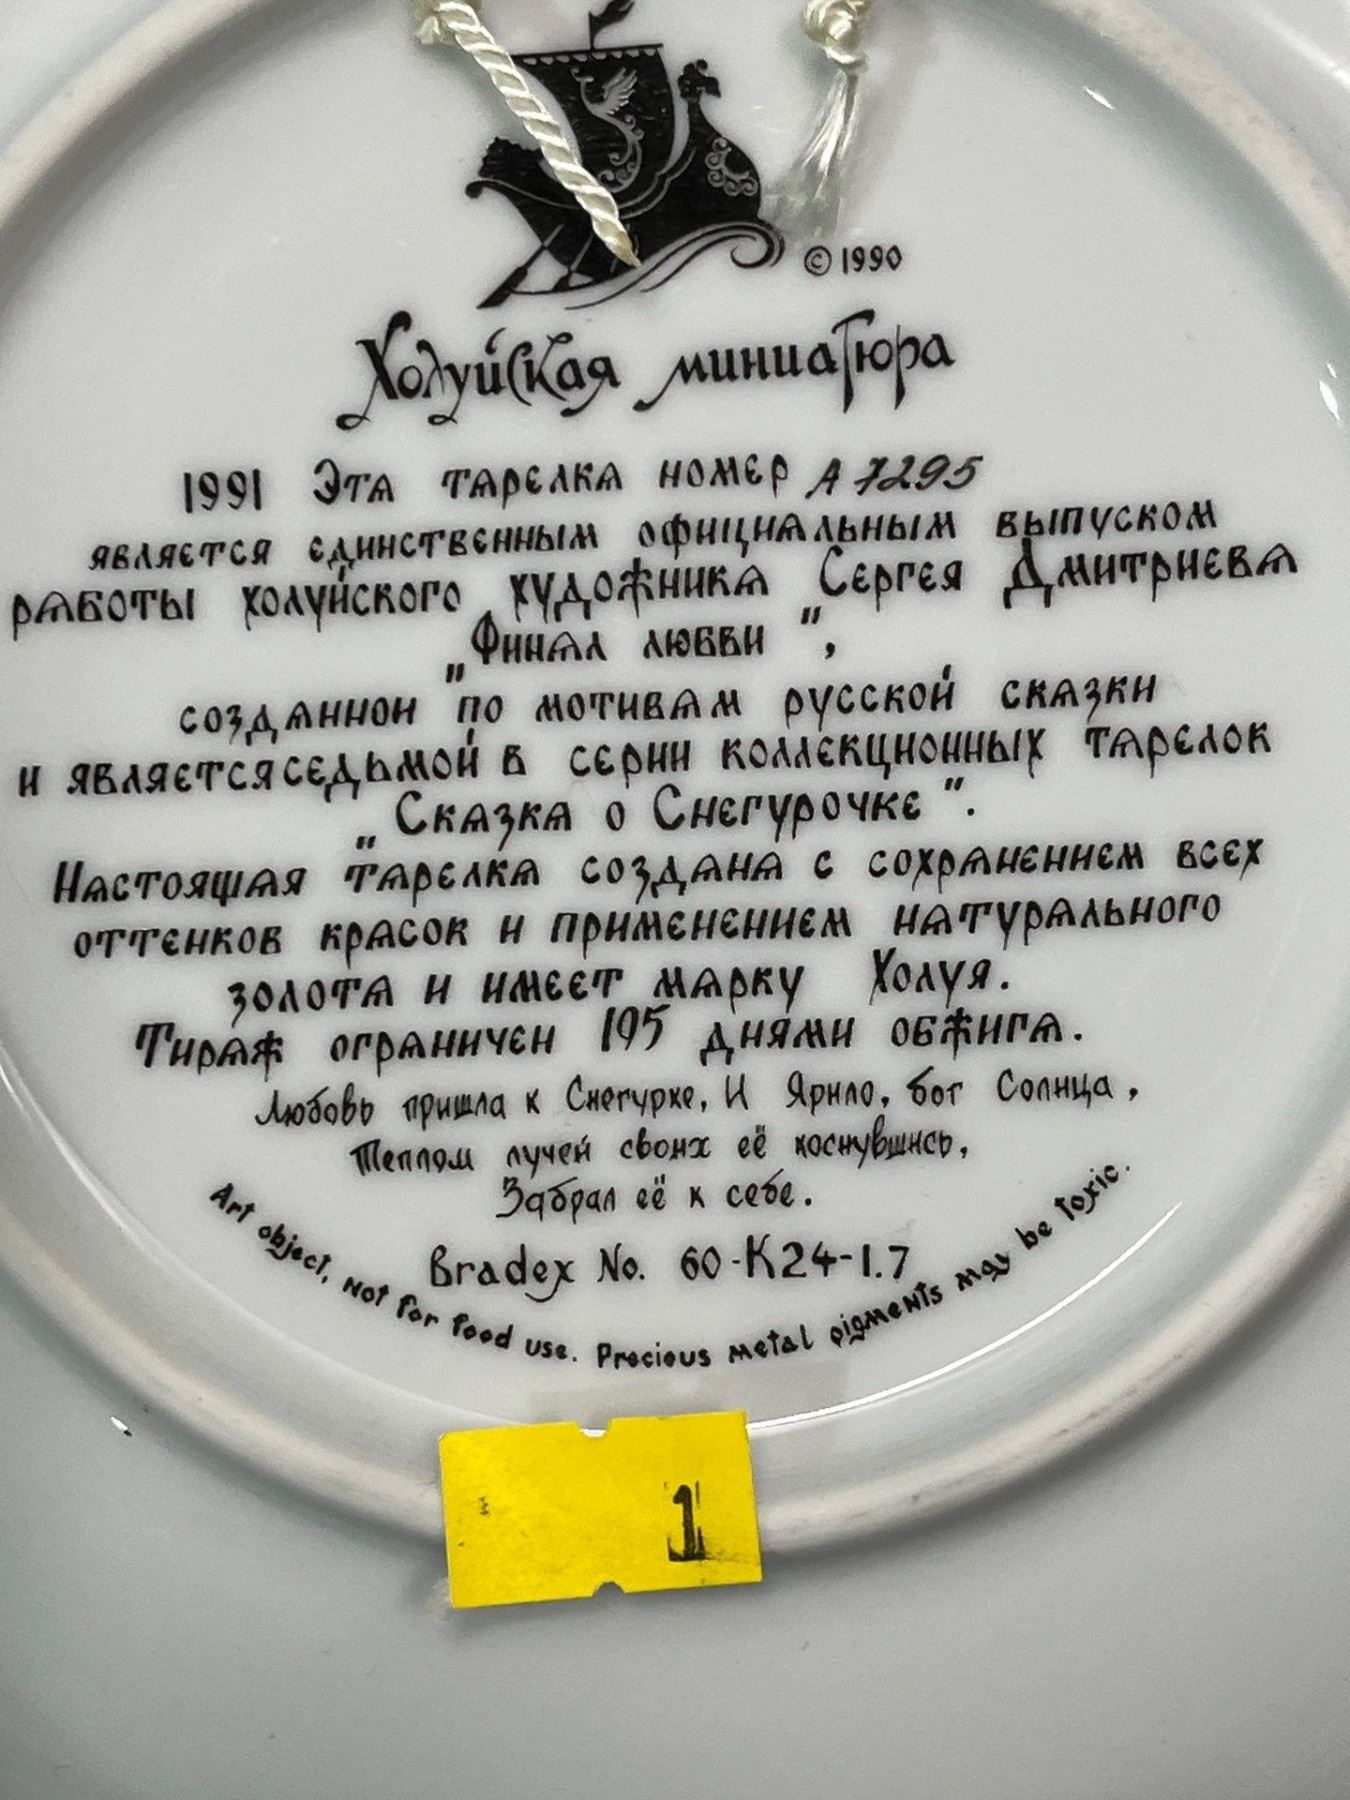 © 1990
Холуйская миниатюра
1991 Эта тарелка номер A 7295
является единственным официальным выпуском
работы холуйского художника Сергея Дмитриева
„Финал любви",
созданной по мотивам русской сказки
и является седьмой в серии коллекционных тарелок
„Сказка о Снегурочке".
Настоящая тарелка создана с сохранением всех
оттенков красок и применением натурального
золота и имеет марку Холуя.
Тираж ограничен 195 днями обжига.
Любовь пришла к Снегурке, И Ярило, бог Солнца,
Теплом лучей своих её коснувшись,
Забрал её к себе.
Bradex No. 60-K24-1.7
Art object, not for food use. Precious metal pigments may be toxic.
1